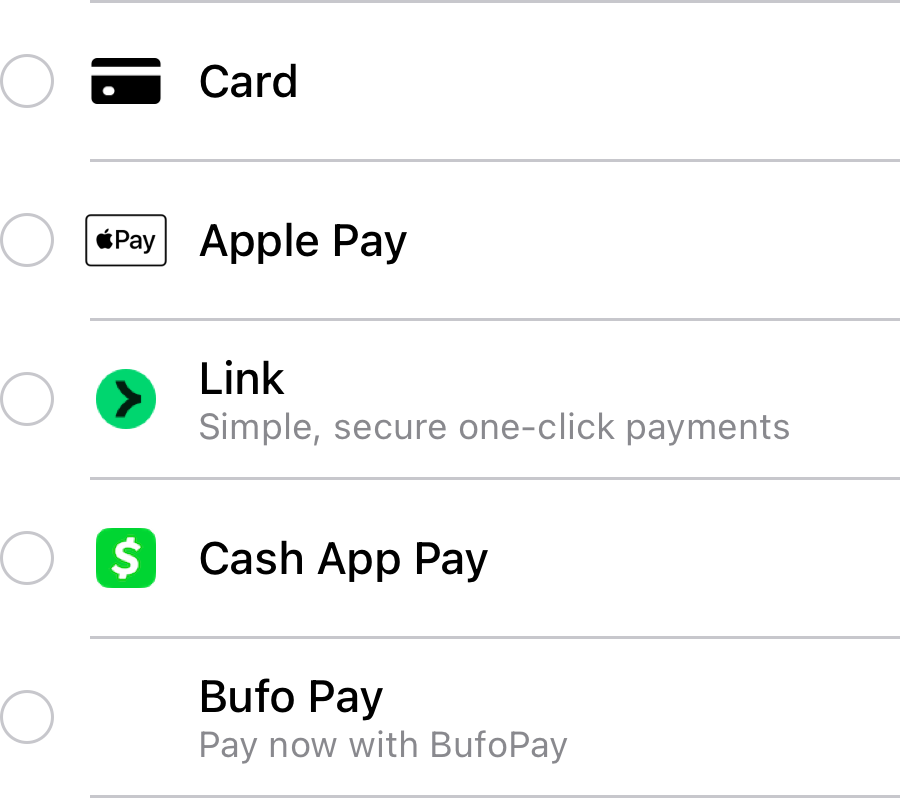 Card
Pay
Apple Pay
Link
Simple, secure one-click payments
$
Cash App Pay
Bufo Pay
Pay now with BufoPay